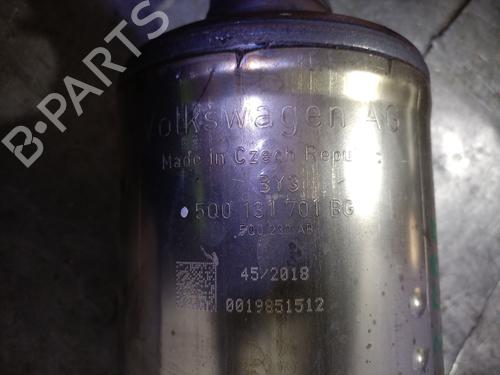 Volkswagen AG
Made in Czech Repu
3Y3
5Q0 131 701 BG
45/2018
0019851512
B-PARTS